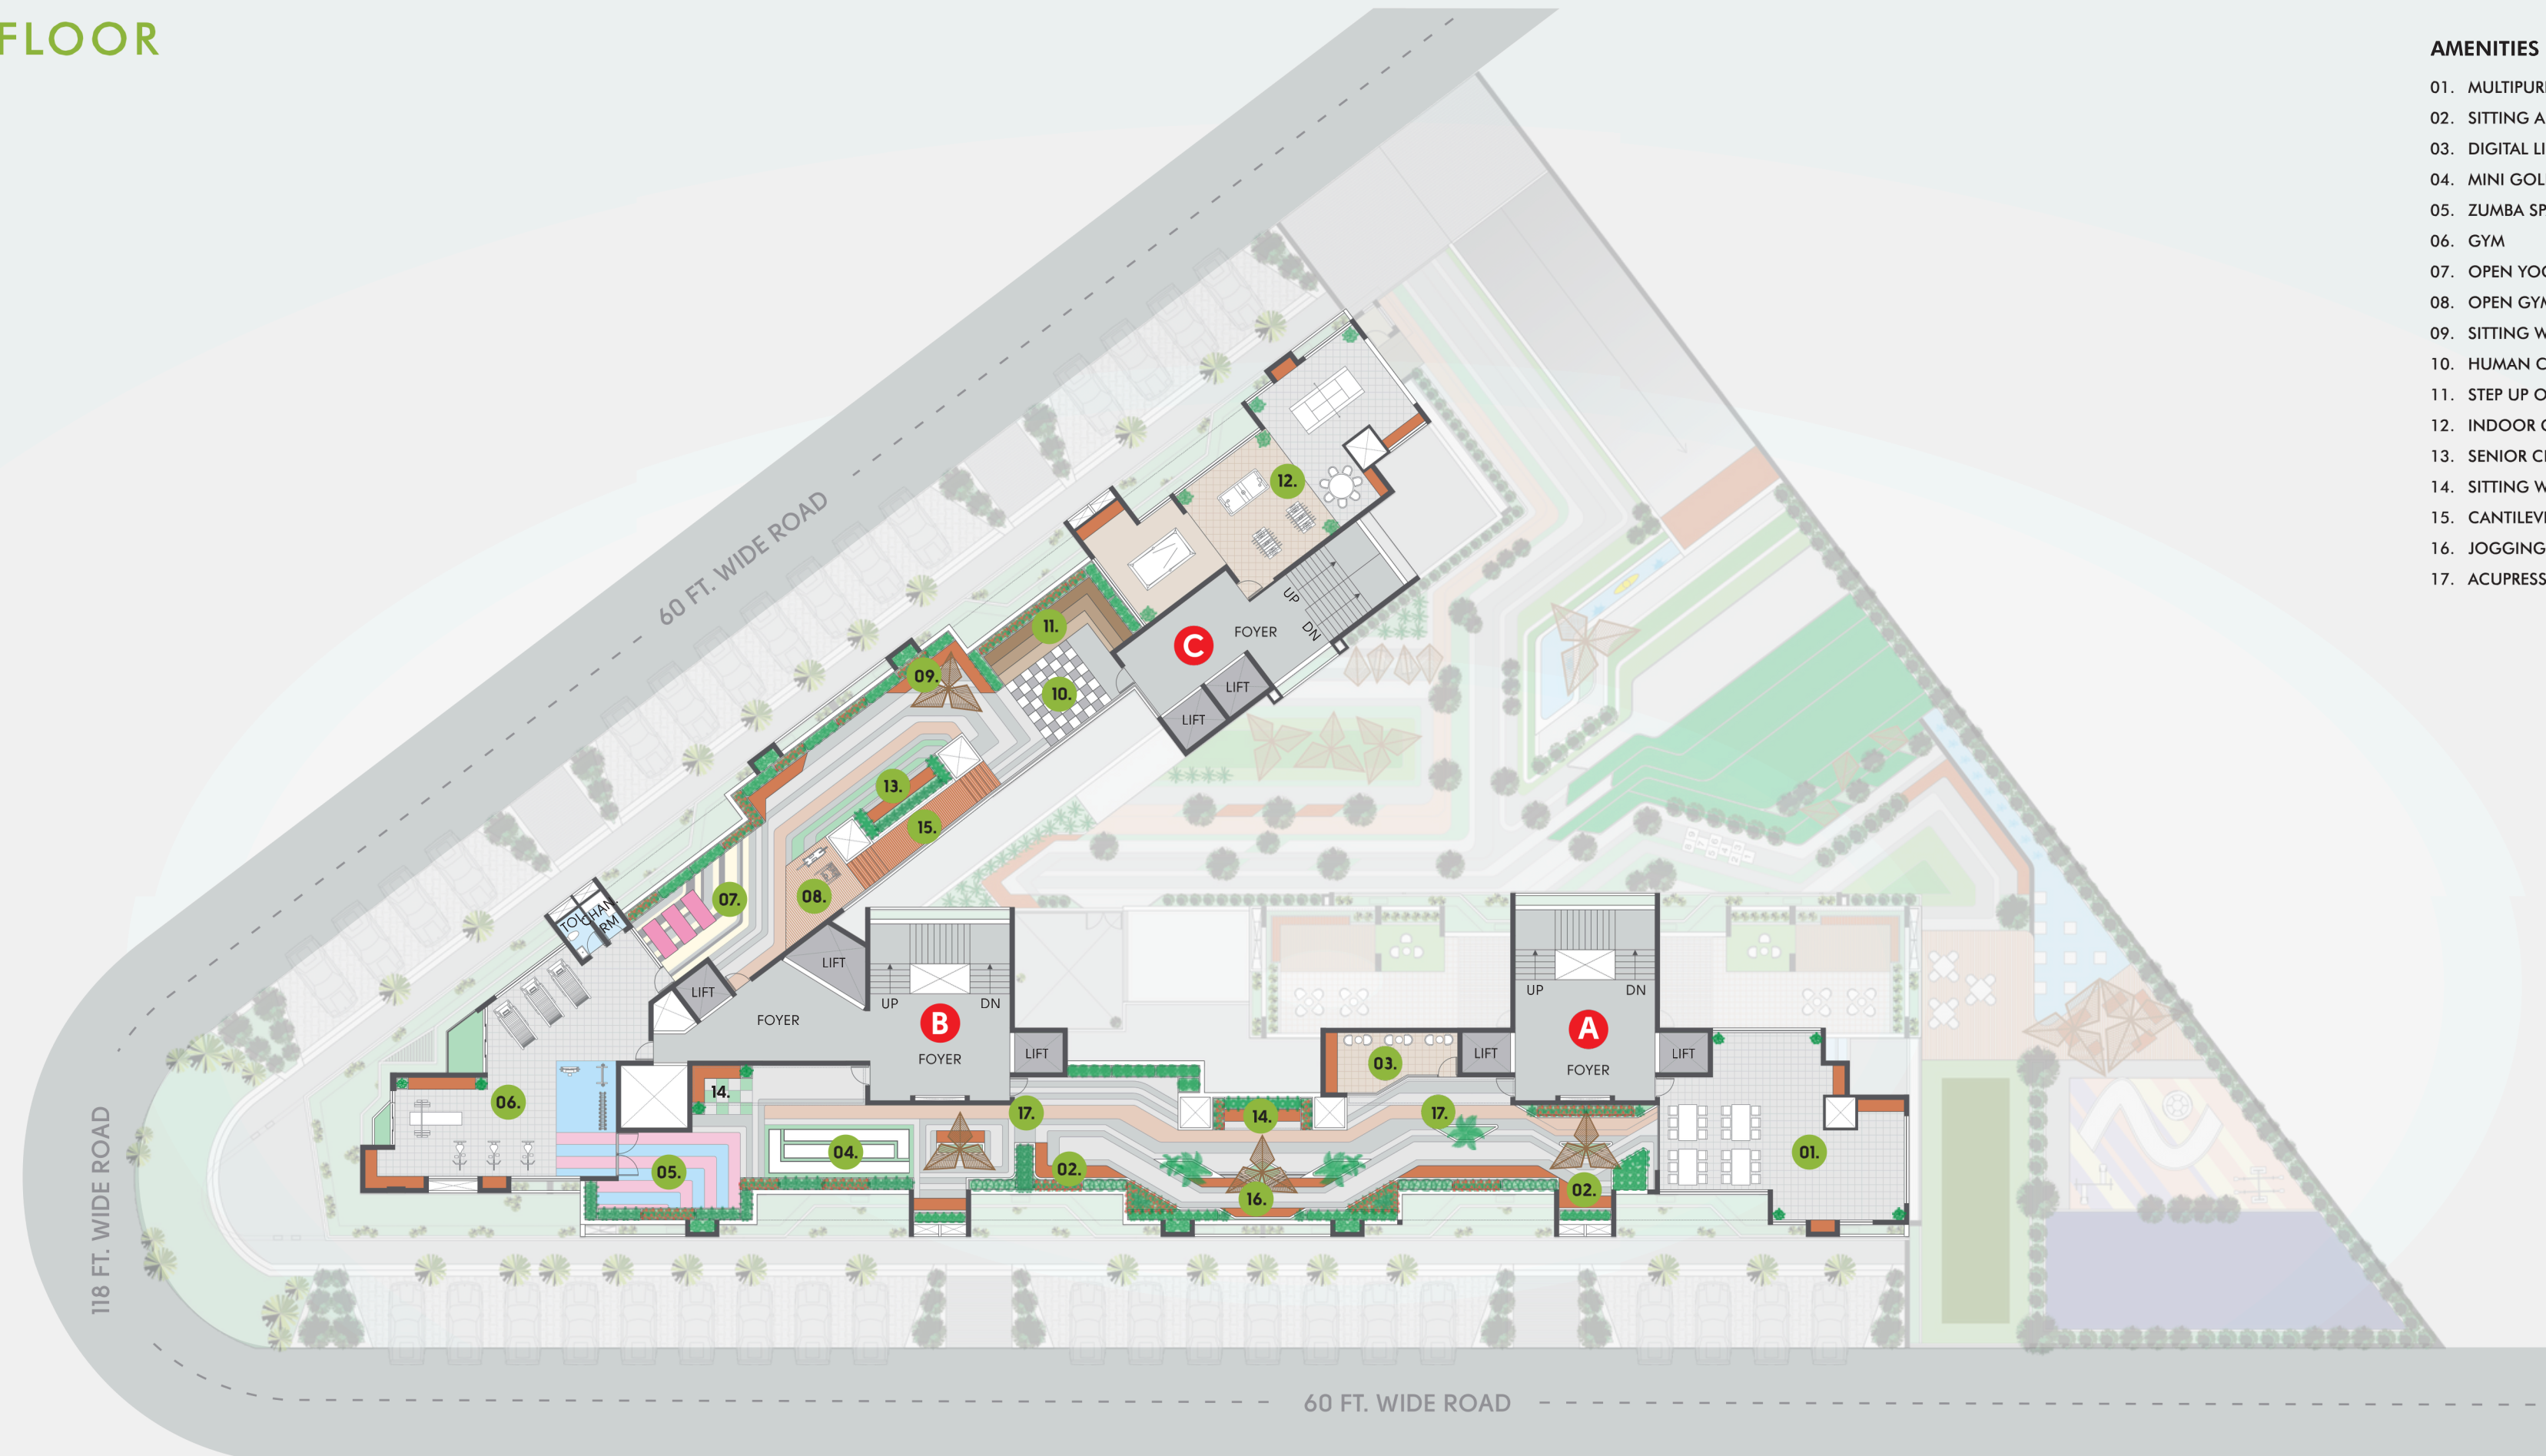 FLOOR
AMENITIES
01. MULTIPUR
02. SITTING A
03. DIGITAL LI
04. MINI GOL
05. ZUMBA SP
06. GYM
07. OPEN YO
08. OPEN GYM
09. SITTING W
10. HUMAN C
11. STEP UP O
12. INDOOR
13. SENIOR CI
14. SITTING W
15. CANTILEV
16. JOGGING
17. ACUPRESS
60 FT. WIDE ROAD
12.
UP
11.
C
FOYER
DN
09.
LIFT
10.
LIFT
13.
15.
07.
08.
TOI.
CHAN. RM
LIFT
LIFT
UP
DN
UP
DN
FOYER
B
A
FOYER
LIFT
03.
LIFT
LIFT
FOYER
06.
14.
17.
14.
17.
04.
02.
01.
05.
16.
02.
118 FT. WIDE ROAD
60 FT. WIDE ROAD